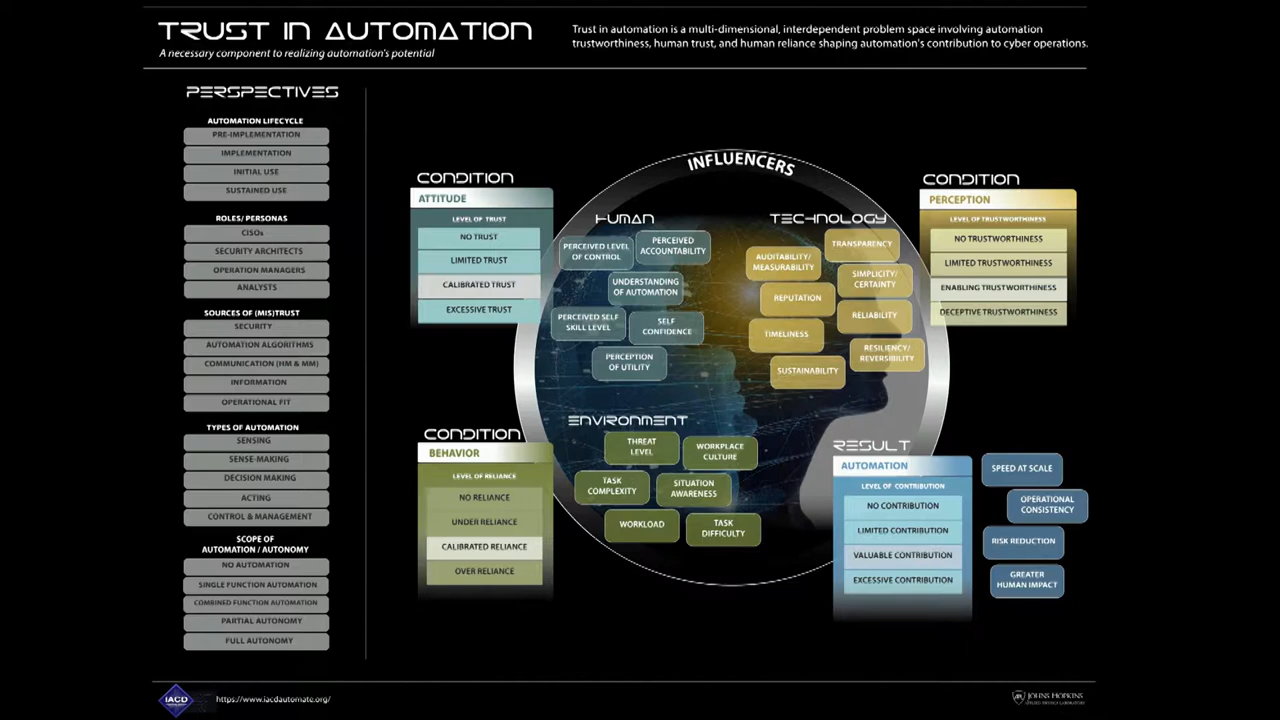 TRUST IN AUTOMATION
A necessary component to realizing automation's potential
Trust in automation is a multi-dimensional, interdependent problem space involving automation
trustworthiness, human trust, and human reliance shaping automation's contribution to cyber operations.
PERSPECTIVES
AUTOMATION LIFECYCLE
PRE-IMPLEMENTATION
IMPLEMENTATION
INITIAL USE
SUSTAINED USE
ROLES/ PERSONAS
CISOs
SECURITY ARCHITECTS
OPERATION MANAGERS
ANALYSTS
SOURCES OF (MIS)TRUST
SECURITY
AUTOMATION ALGORITHMS
COMMUNICATION (HM & MM)
INFORMATION
OPERATIONAL FIT
TYPES OF AUTOMATION
SENSING
SENSE-MAKING
DECISION MAKING
ACTING
CONTROL & MANAGEMENT
SCOPE OF
AUTOMATION / AUTONOMY
NO AUTOMATION
SINGLE FUNCTION AUTOMATION
COMBINED FUNCTION AUTOMATION
PARTIAL AUTONOMY
FULL AUTONOMY
INFLUENCERS
CONDITION
ATTITUDE
LEVEL OF TRUST
NO TRUST
LIMITED TRUST
CALIBRATED TRUST
EXCESSIVE TRUST
HUMAN
PERCEIVED LEVEL
OF CONTROL
PERCEIVED
ACCOUNTABILITY
UNDERSTANDING
OF AUTOMATION
PERCEIVED SELF
SKILL LEVEL
SELF
CONFIDENCE
PERCEPTION
OF UTILITY
TECHNOLOGY
TRANSPARENCY
AUDITABILITY/
MEASURABILITY
SIMPLICITY/
CERTAINTY
REPUTATION
RELIABILITY
TIMELINESS
RESILIENCY/
REVERSIBILITY
SUSTAINABILITY
CONDITION
PERCEPTION
LEVEL OF TRUSTWORTHINESS
NO TRUSTWORTHINESS
LIMITED TRUSTWORTHINESS
ENABLING TRUSTWORTHINESS
DECEPTIVE TRUSTWORTHINESS
CONDITION
BEHAVIOR
LEVEL OF RELIANCE
NO RELIANCE
UNDER RELIANCE
CALIBRATED RELIANCE
OVER RELIANCE
ENVIRONMENT
THREAT
LEVEL
WORKPLACE
CULTURE
TASK
COMPLEXITY
SITUATION
AWARENESS
WORKLOAD
TASK
DIFFICULTY
RESULT
AUTOMATION
LEVEL OF CONTRIBUTION
NO CONTRIBUTION
LIMITED CONTRIBUTION
VALUABLE CONTRIBUTION
EXCESSIVE CONTRIBUTION
SPEED AT SCALE
OPERATIONAL
CONSISTENCY
RISK REDUCTION
GREATER
HUMAN IMPACT
IACD
https://www.iacdautomate.org/
JOHNS HOPKINS
APPLIED PHYSICS LABORATORY